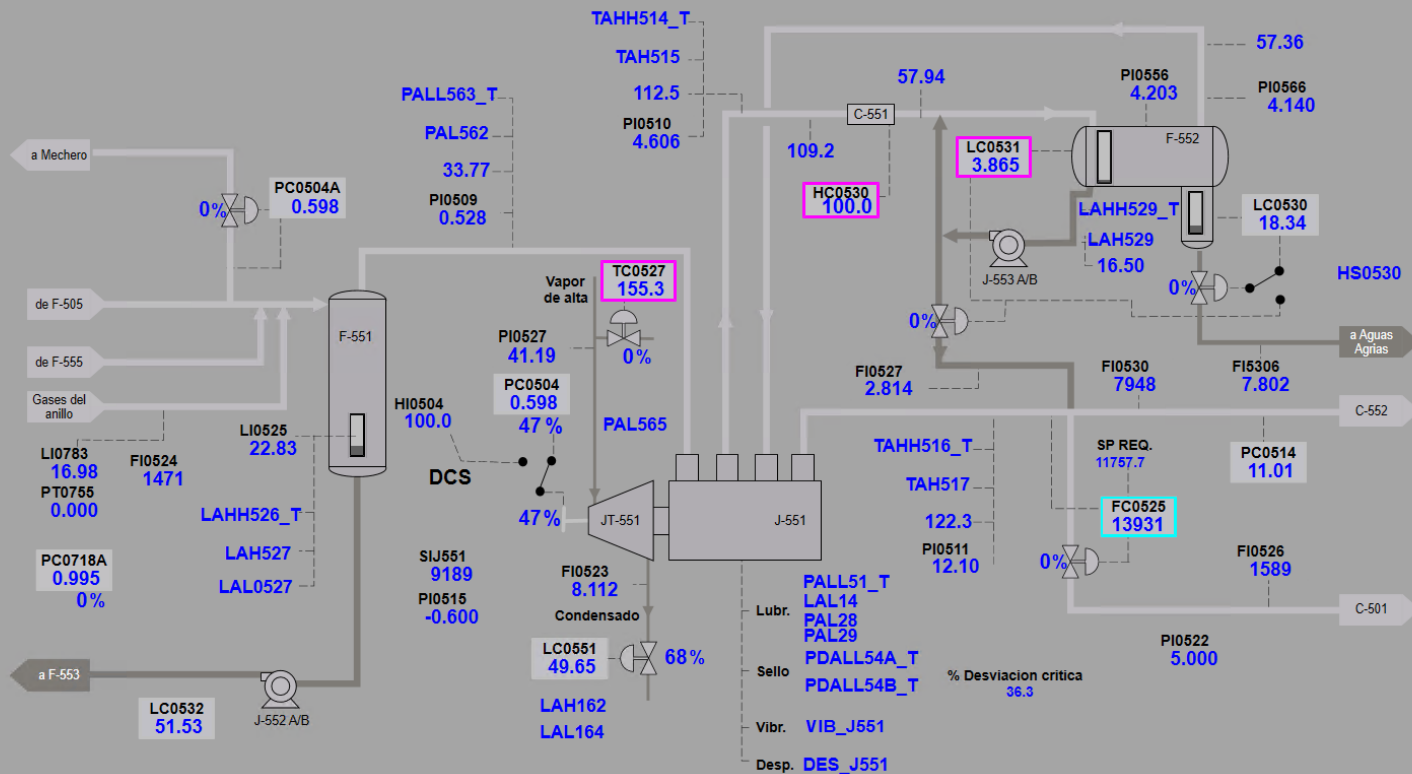 TAHH514_T
TAH515
112.5
PI0510
4.606
57.94
C-551
109.2
HC0530
100.0
57.36
PI0556
4.203
PI0566
4.140
F-552
LC0531
3.865
LAHH529_T
LAH529
16.50
LC0530
18.34
HS0530
J-553 A/B
0%
0%
a Aguas
Agrias
FI5306
7.802
PALL563_T
PAL562
33.77
PI0509
0.528
a Mechero
PC0504A
0.598
0%
de F-505
de F-555
Gases del
anillo
F-551
LI0783
16.98
FI0524
1471
PT0755
0.000
LI0525
22.83
LAHH526_T
LAH527
LAL0527
PC0718A
0.995
0%
a F-553
LC0532
51.53
J-552 A/B
Vapor
de alta
TC0527
155.3
0%
PI0527
41.19
PC0504
0.598
47 %
HI0504
100.0
DCS
47%
PAL565
JT-551
J-551
SIJ551
9189
PI0515
-0.600
FI0523
8.112
Condensado
LC0551
49.65
68%
LAH162
LAL164
FI0527
2.814
FI0530
7948
C-552
PC0514
11.01
SP REQ.
11757.7
FC0525
13931
0%
TAHH516_T
TAH517
122.3
PI0511
12.10
FI0526
1589
C-501
PI0522
5.000
Lubr.
PALL51_T
LAL14
PAL28
PAL29
Sello
PDALL54A_T
PDALL54B_T
% Desviacion critica
36.3
Vibr.
VIB_J551
Desp.
DES_J551